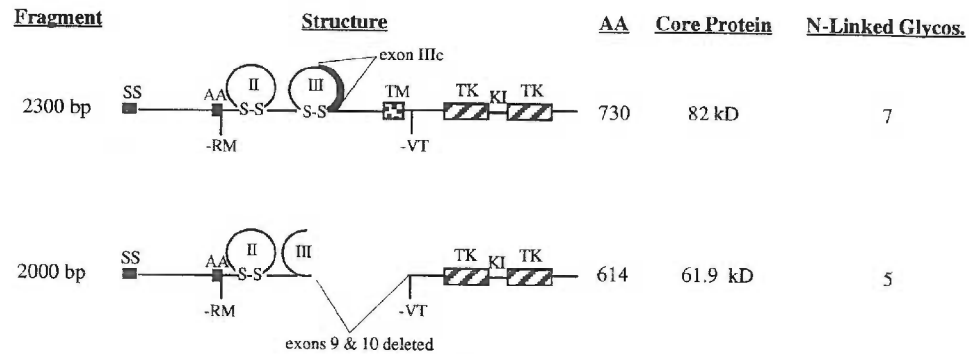 Fragment Structure AA Core Protein N-Linked Glycos.
exon IIIc
II III
SS AA S-S S-S TM TK KI TK
2300 bp 730 82 kD 7
-RM -VT
II III
SS AA S-S TK KI TK
2000 bp 614 61.9 kD 5
-RM -VT
exons 9 & 10 deleted